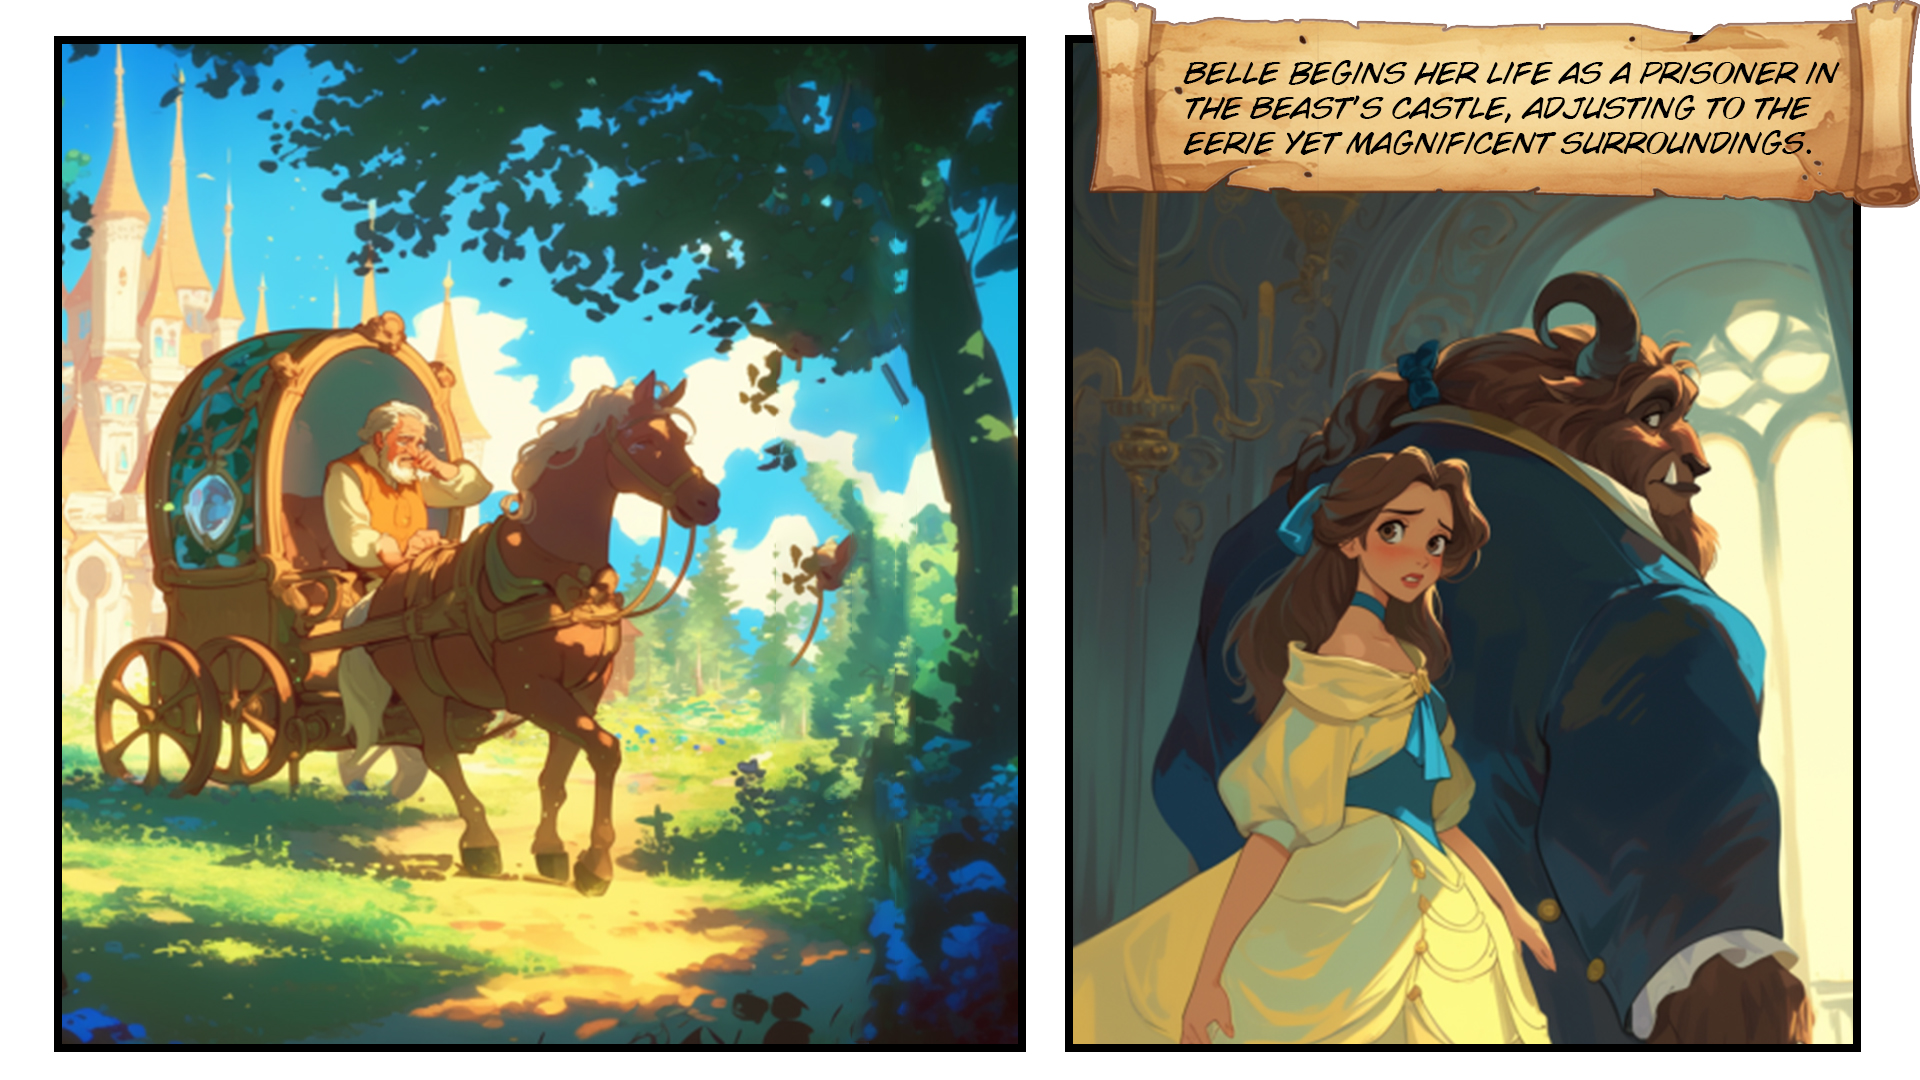 BELLE BEGINS HER LIFE AS A PRISONER IN
THE BEAST'S CASTLE, ADJUSTING TO THE
EERIE YET MAGNIFICENT SURROUNDINGS.